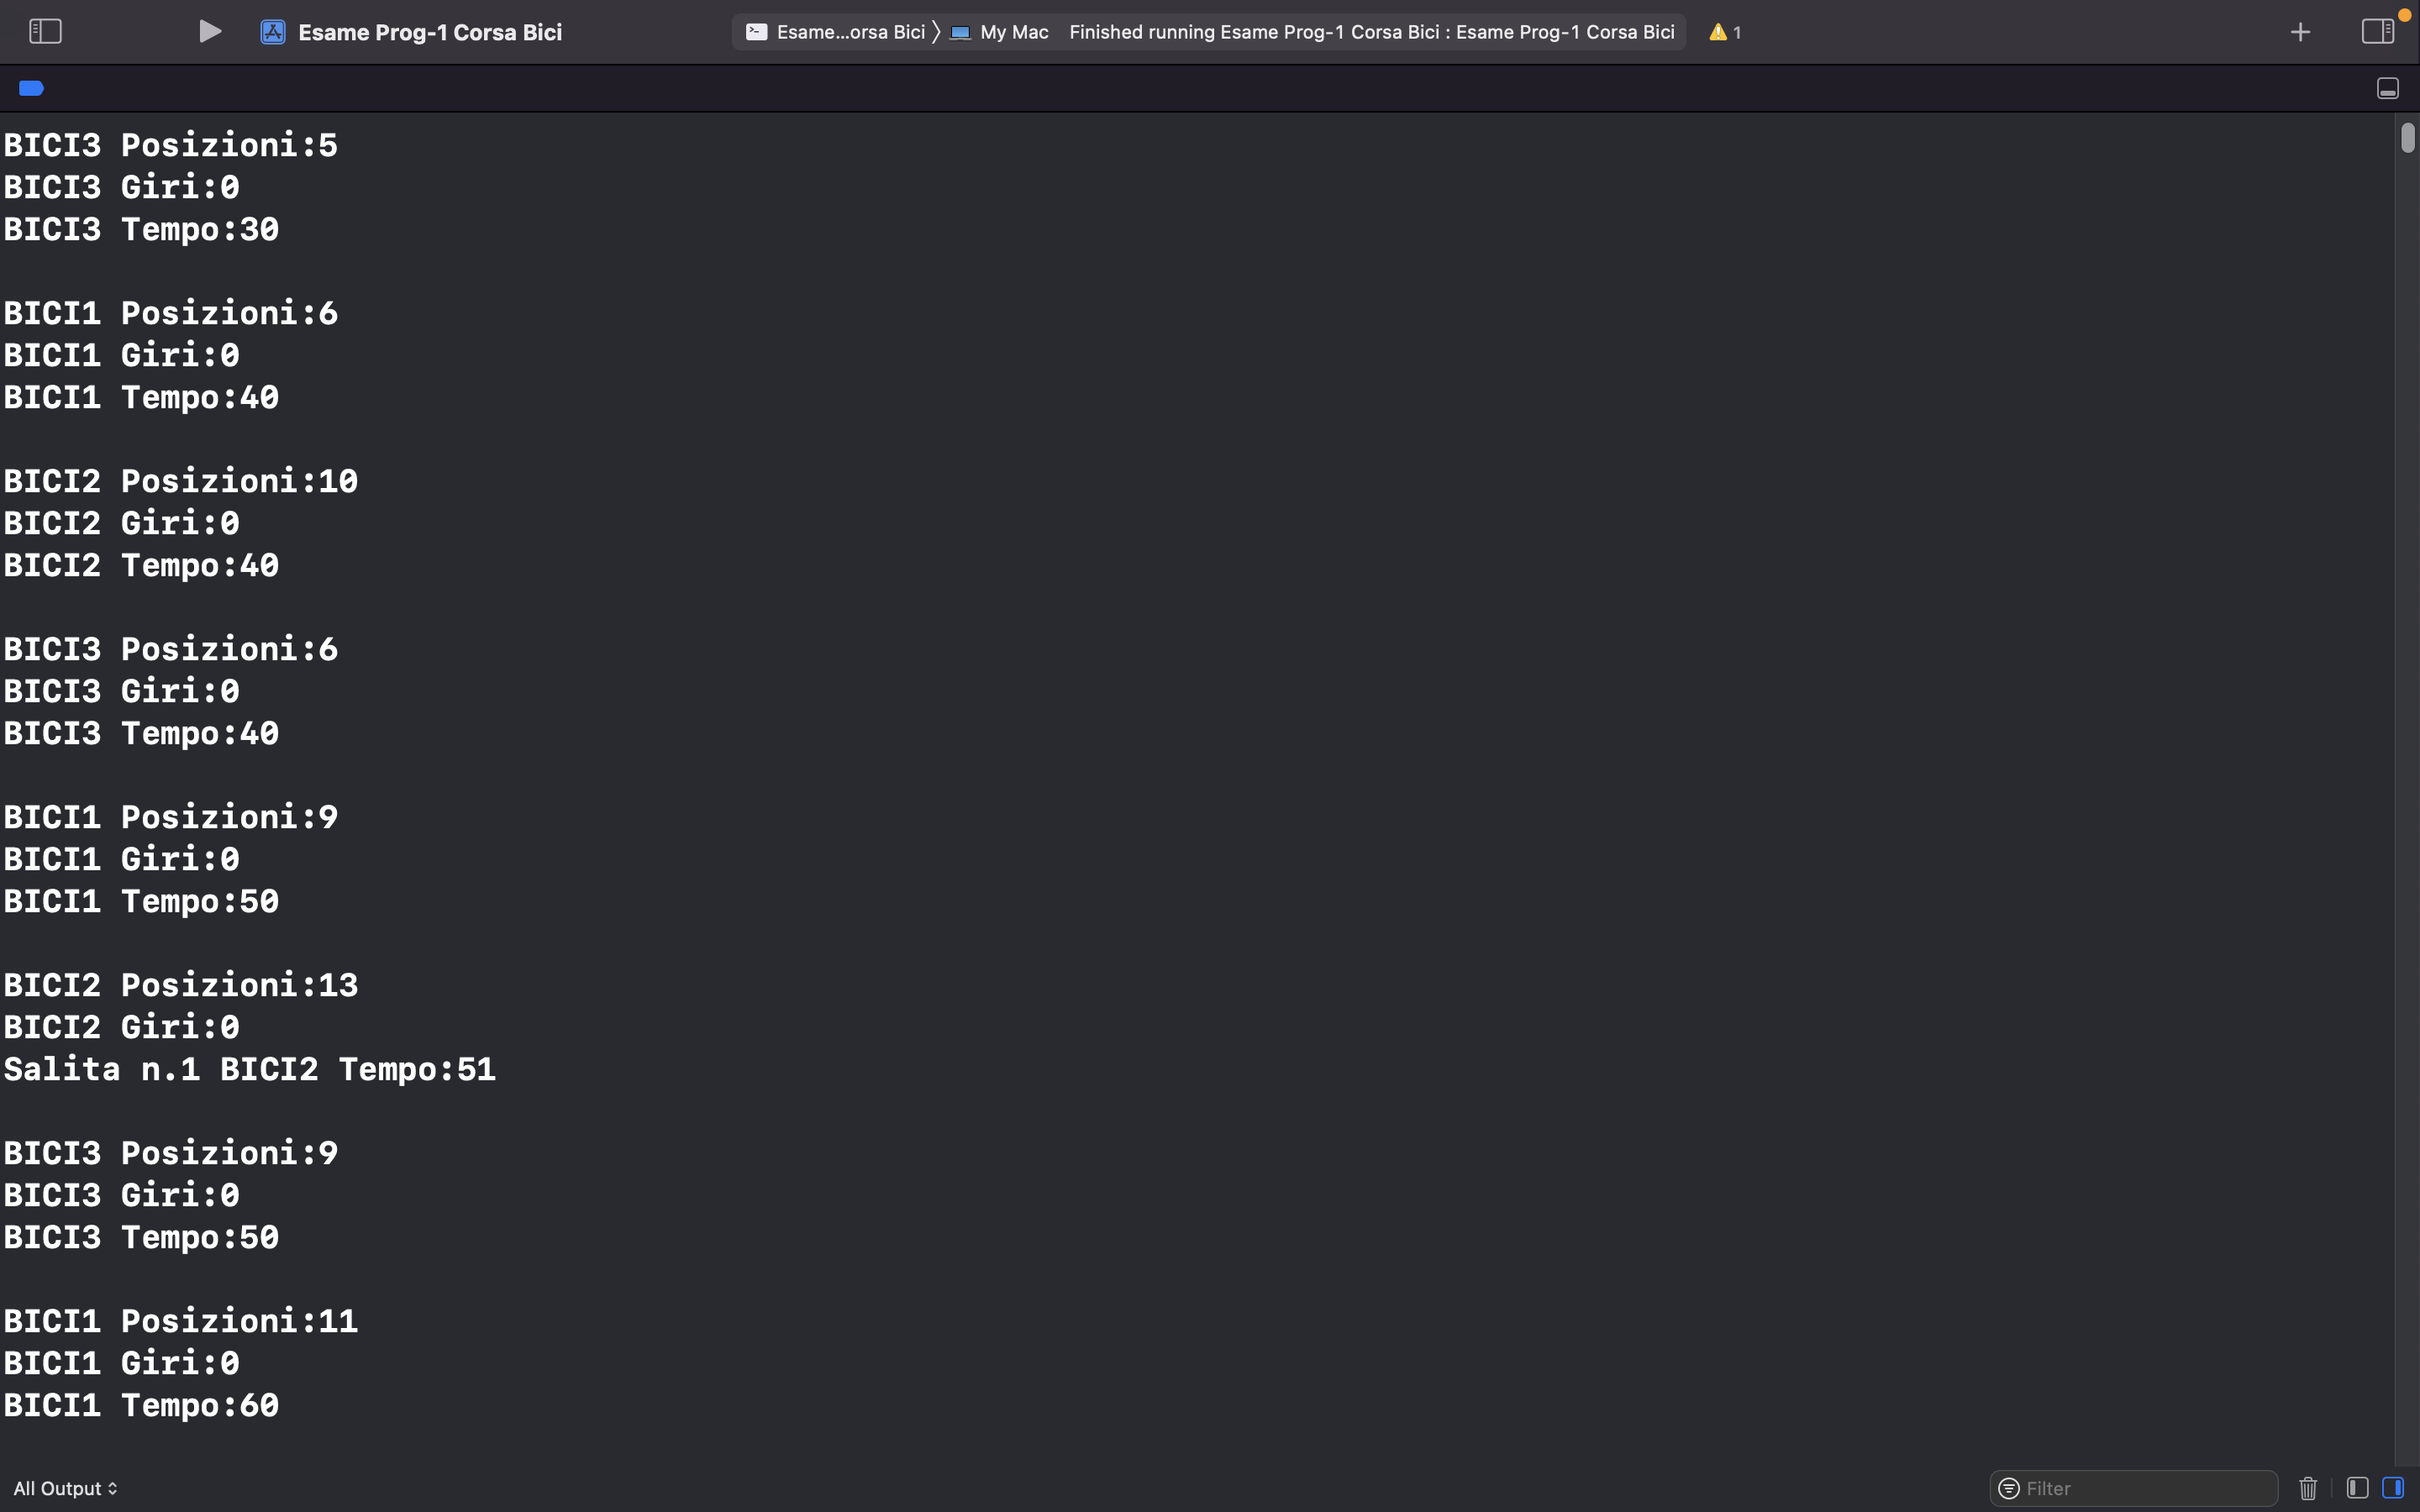 Esame Prog-1 Corsa Bici
Esame...orsa Bici
My Mac
Finished running Esame Prog-1 Corsa Bici : Esame Prog-1 Corsa Bici
1
BICI3 Posizioni:5
BICI3 Giri:0
BICI3 Tempo:30
BICI1 Posizioni:6
BICI1 Giri:0
BICI1 Tempo:40
BICI2 Posizioni:10
BICI2 Giri:0
BICI2 Tempo:40
BICI3 Posizioni:6
BICI3 Giri:0
BICI3 Tempo:40
BICI1 Posizioni:9
BICI1 Giri:0
BICI1 Tempo:50
BICI2 Posizioni:13
BICI2 Giri:0
Salita n.1 BICI2 Tempo:51
BICI3 Posizioni:9
BICI3 Giri:0
BICI3 Tempo:50
BICI1 Posizioni:11
BICI1 Giri:0
BICI1 Tempo:60
All Output
Filter